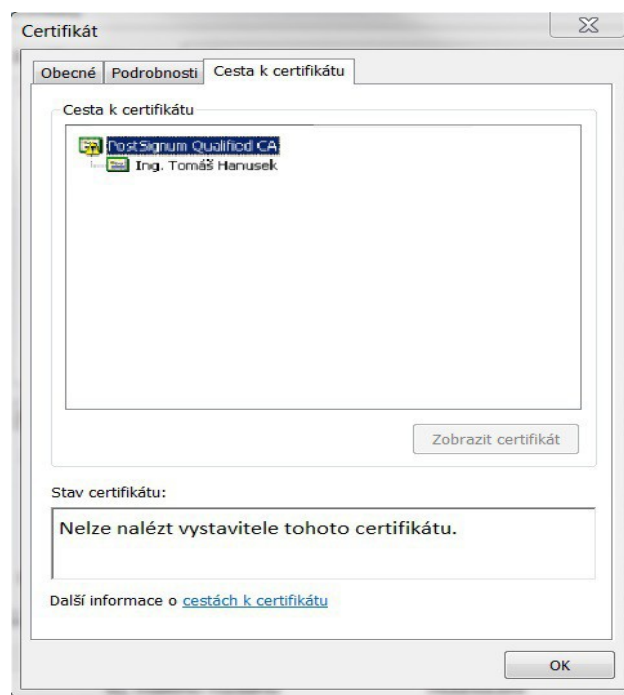 Certifikát
Obecné Podrobnosti Cesta k certifikátu
Cesta k certifikátu
PostSignum Qualified CA
Ing. Tomáš Hanusek
Zobrazit certifikát
Stav certifikátu:
Nelze nalézt vystavitele tohoto certifikátu.
Další informace o cestách k certifikátu
OK